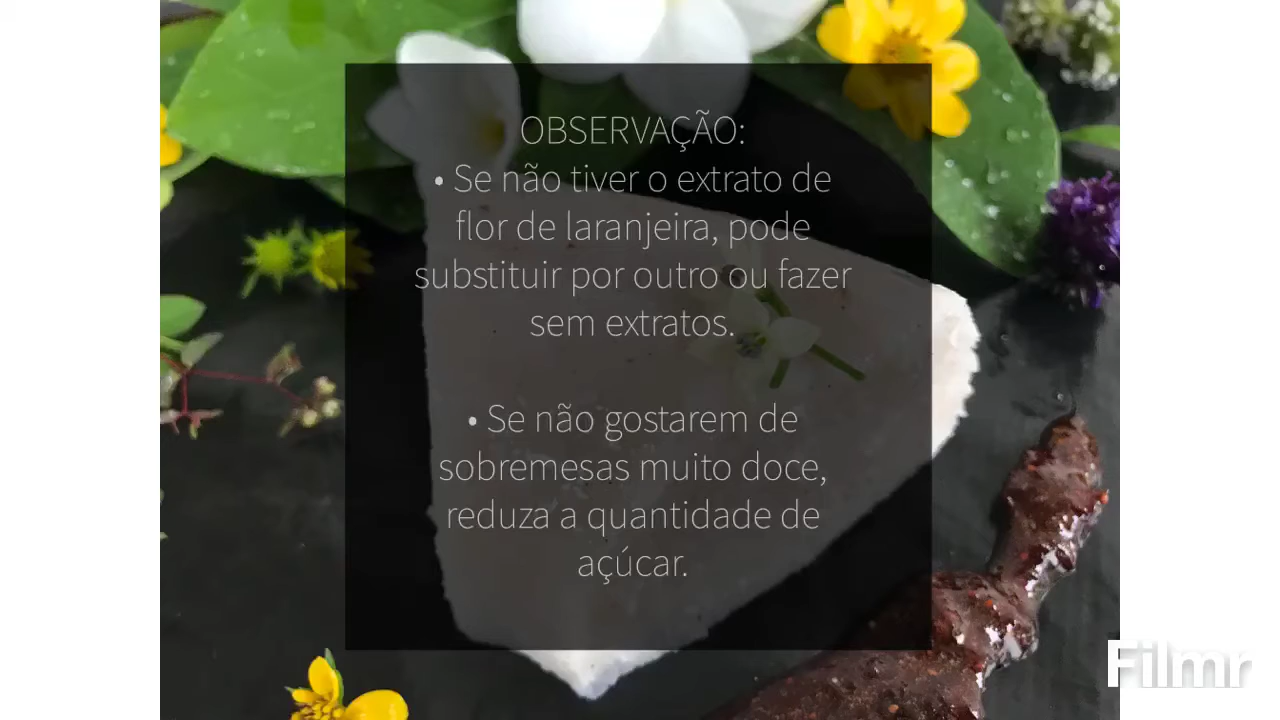 OBSERVAÇÃO:
• Se não tiver o extrato de
flor de laranjeira, pode
substituir por outro ou fazer
sem extratos.
• Se não gostarem de
sobremesas muito doce,
reduza a quantidade de
açúcar.
Filmr